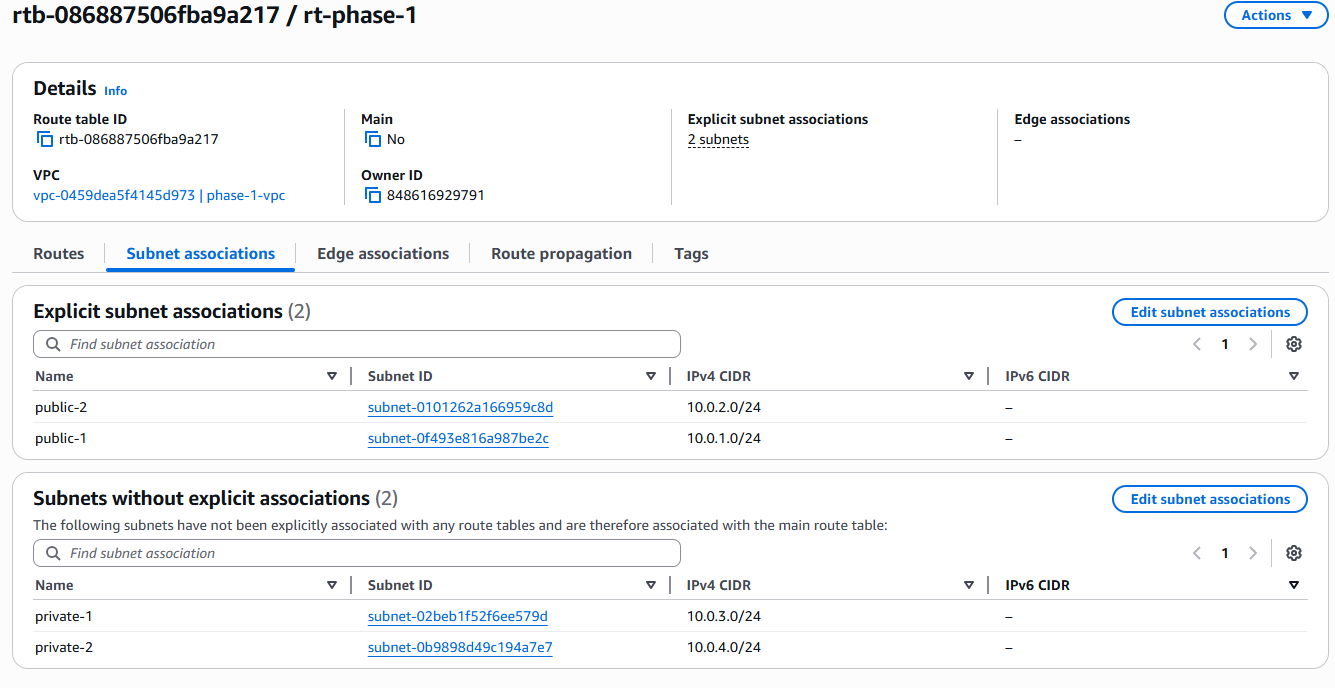 rtb-086887506fba9a217 / rt-phase-1
Actions
Details Info
Route table ID
rtb-086887506fba9a217
Main
No
Explicit subnet associations
2 subnets
Edge associations
–
VPC
vpc-0459dea5f4145d973 | phase-1-vpc
Owner ID
848616929791
Routes
Subnet associations
Edge associations
Route propagation
Tags
Explicit subnet associations (2)
Edit subnet associations
Find subnet association
1
Name Subnet ID IPv4 CIDR IPv6 CIDR
public-2 subnet-0101262a166959c8d 10.0.2.0/24 –
public-1 subnet-0f493e816a987be2c 10.0.1.0/24 –
Subnets without explicit associations (2)
Edit subnet associations
The following subnets have not been explicitly associated with any route tables and are therefore associated with the main route table:
Find subnet association
1
Name Subnet ID IPv4 CIDR IPv6 CIDR
private-1 subnet-02beb1f52f6ee579d 10.0.3.0/24 –
private-2 subnet-0b9898d49c194a7e7 10.0.4.0/24 –